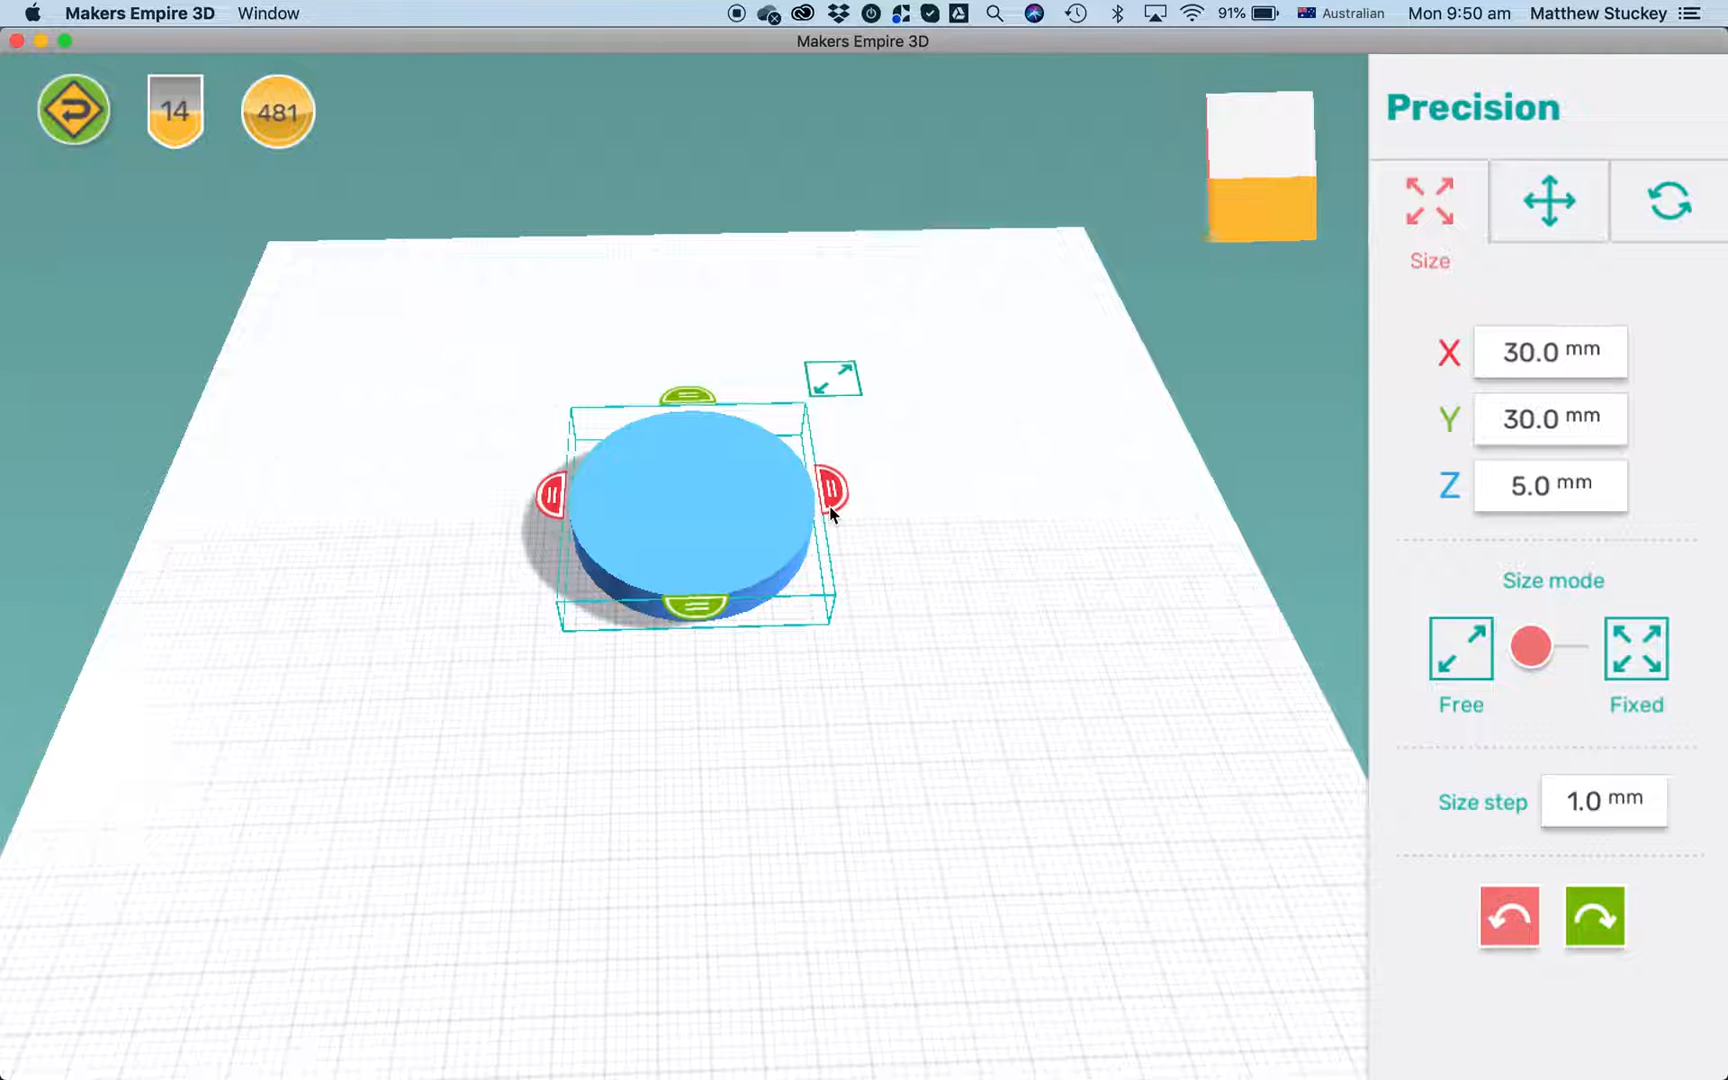 Makers Empire 3D Window 91% Australian Mon 9:50 am Matthew Stuckey
Makers Empire 3D
14
481
Precision
Size
X 30.0 mm
Y 30.0 mm
Z 5.0 mm
Size mode
Free Fixed
Size step 1.0 mm